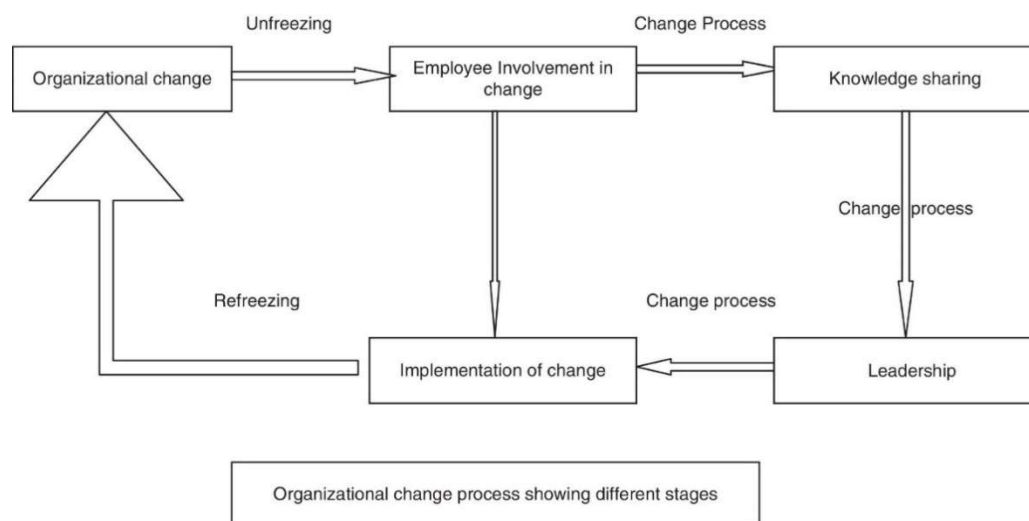 Unfreezing
Change Process
Organizational change
Employee Involvement in
change
Knowledge sharing
Change process
Refreezing
Change process
Implementation of change
Leadership
Organizational change process showing different stages